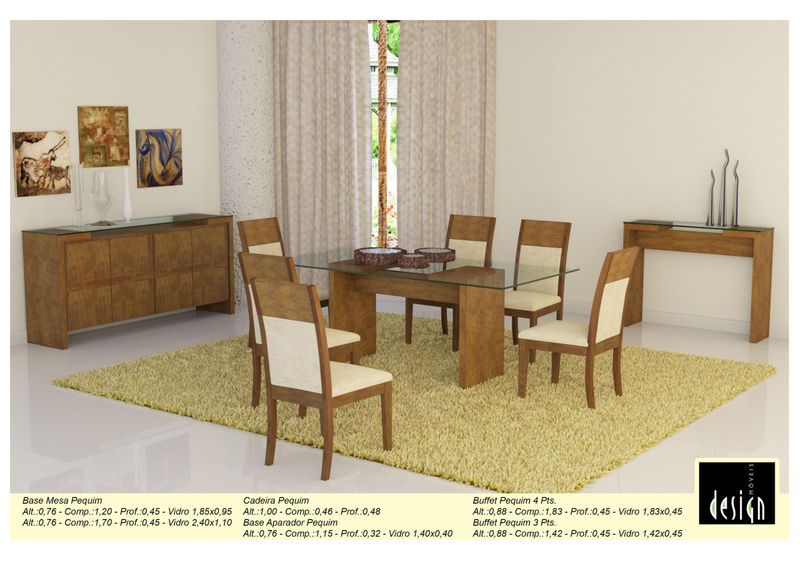 Base Mesa Pequim
Alt.:0,76 - Comp.:1,20 - Prof.:0,45 - Vidro 1,85x0,95
Alt.:0,76 - Comp.:1,70 - Prof.:0,45 - Vidro 2,40x1,10
Cadeira Pequim
Alt.:1,00 - Comp.:0,46 - Prof.:0,48
Base Aparador Pequim
Alt.:0,76 - Comp.:1,15 - Prof.:0,32 - Vidro 1,40x0,40
Buffet Pequim 4 Pts.
Alt.:0,88 - Comp.:1,83 - Prof.:0,45 - Vidro 1,83x0,45
Buffet Pequim 3 Pts.
Alt.:0,88 - Comp.:1,42 - Prof.:0,45 - Vidro 1,42x0,45
design
MÓVEIS